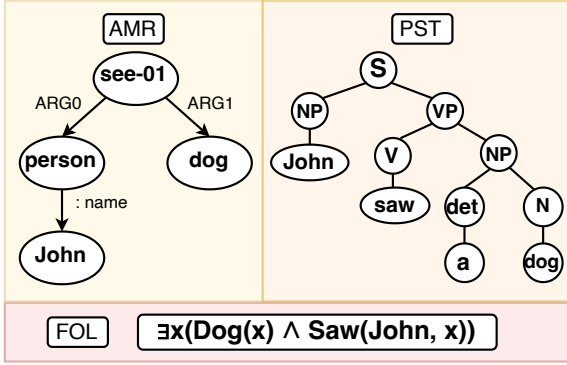 AMR
see-01
ARG0 ARG1
person dog
: name
John
PST
S
NP VP
John V NP
saw det N
a dog
FOL ∃x(Dog(x) ∧ Saw(John, x))